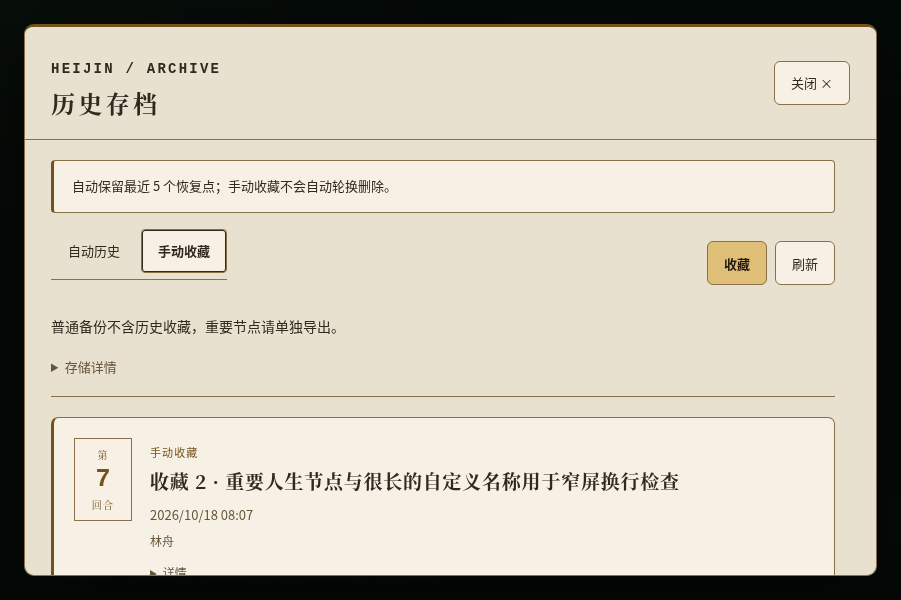 HEIJIN / ARCHIVE
历史存档
关闭 ×
自动保留最近 5 个恢复点；手动收藏不会自动轮换删除。
自动历史 手动收藏 收藏 刷新
普通备份不含历史收藏，重要节点请单独导出。
▶ 存储详情
第
7
回合
手动收藏
收藏 2 · 重要人生节点与很长的自定义名称用于窄屏换行检查
2026/10/18 08:07
林舟
▶ 详情